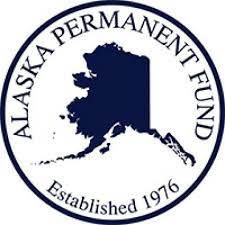 ALASKA PERMANENT FUND
Established 1976